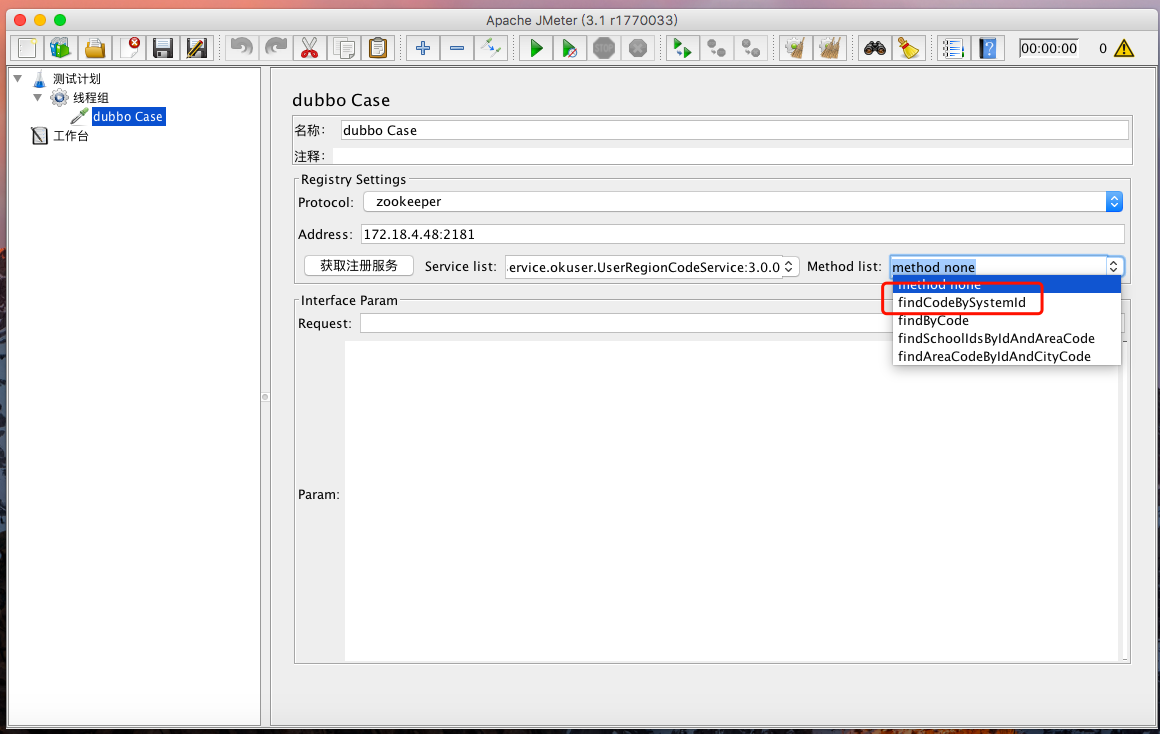 Apache JMeter (3.1 r1770033)
00:00:00 0
测试计划
线程组
dubbo Case
工作台
dubbo Case
名称: dubbo Case
注释:
Registry Settings
Protocol: zookeeper
Address: 172.18.4.48:2181
获取注册服务 Service list: ervice.okuser.UserRegionCodeService:3.0.0 Method list: method none
method none
findCodeBySystemId
findByCode
findSchoolIdsByIdAndAreaCode
findAreaCodeByIdAndCityCode
Interface Param
Request:
Param: